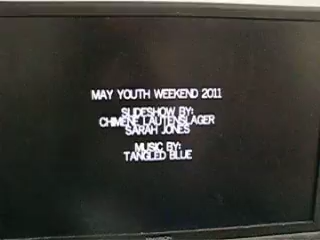 MAY YOUTH WEEKEND 2011
SLIDESHOW BY:
CHIMENE LAUTENSLAGER
SARAH JONES
MUSIC BY:
TANGLED BLUE